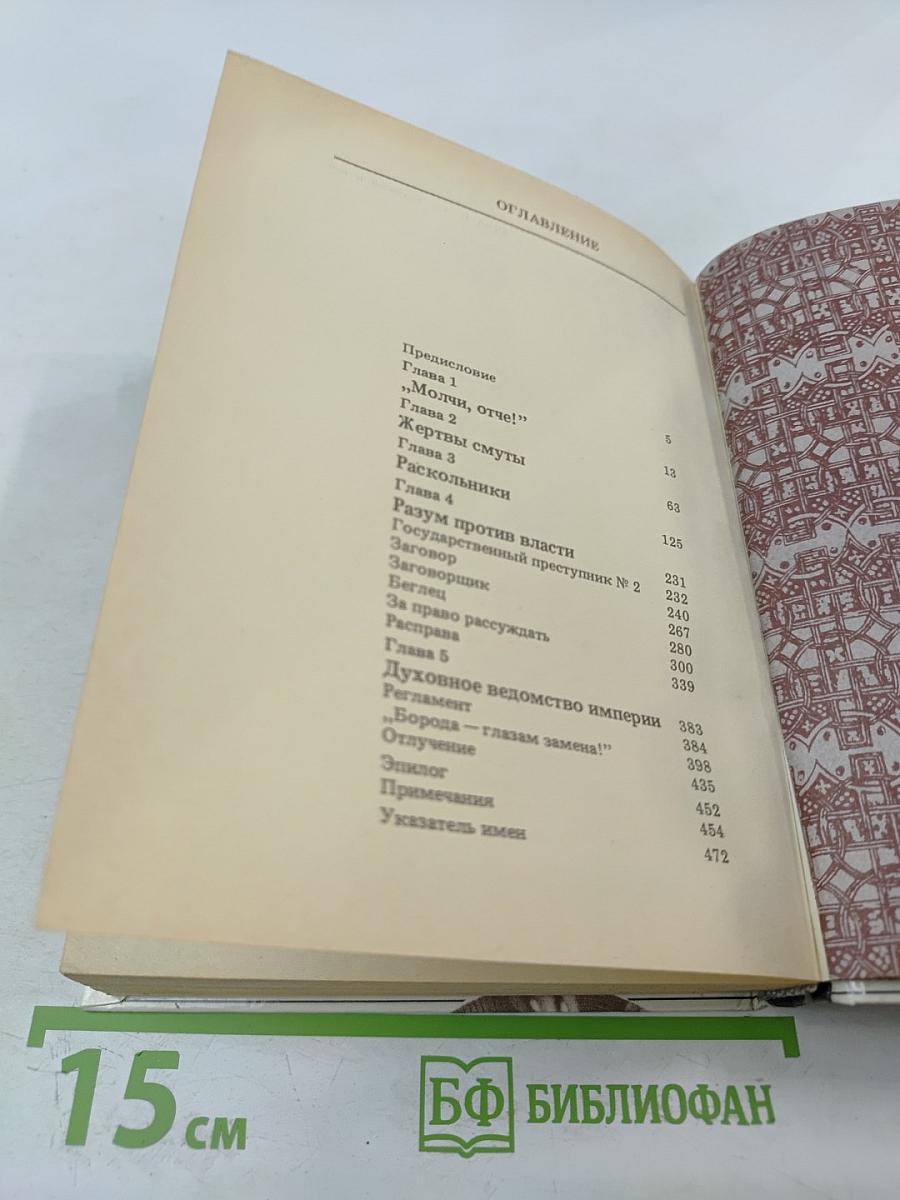 ОГЛАВЛЕНИЕ
Предисловие 5
Глава 1
„Молчи, отче!” 13
Глава 2
Жертвы смуты 63
Глава 3
Раскольники 125
Глава 4
Разум против власти 231
Государственный преступник № 2 232
Заговор 240
Заговорщик 267
Беглец 280
За право рассуждать 300
Расправа 339
Глава 5
Духовное ведомство империи 383
Регламент 384
„Борода — глазам замена!” 398
Отлучение 435
Эпилог 452
Примечания 454
Указатель имен 472
15 см
БФ БИБЛИОФАН